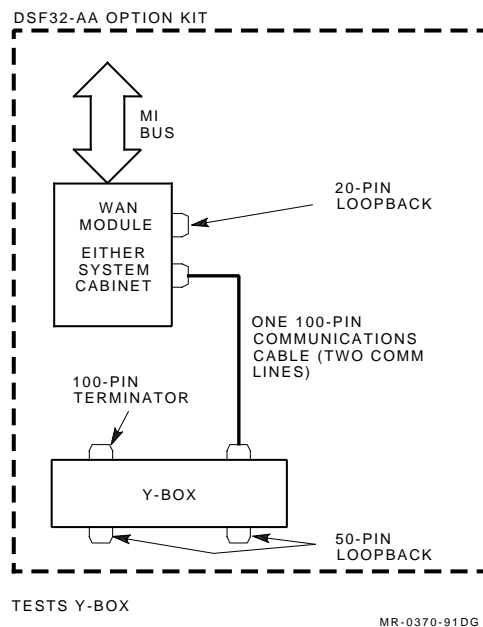 DSF32-AA OPTION KIT
MI
BUS
WAN
MODULE
EITHER
SYSTEM
CABINET
20-PIN
LOOPBACK
ONE 100-PIN
COMMUNICATIONS
CABLE (TWO COMM
LINES)
100-PIN
TERMINATOR
Y-BOX
50-PIN
LOOPBACK
TESTS Y-BOX
MR-0370-91DG